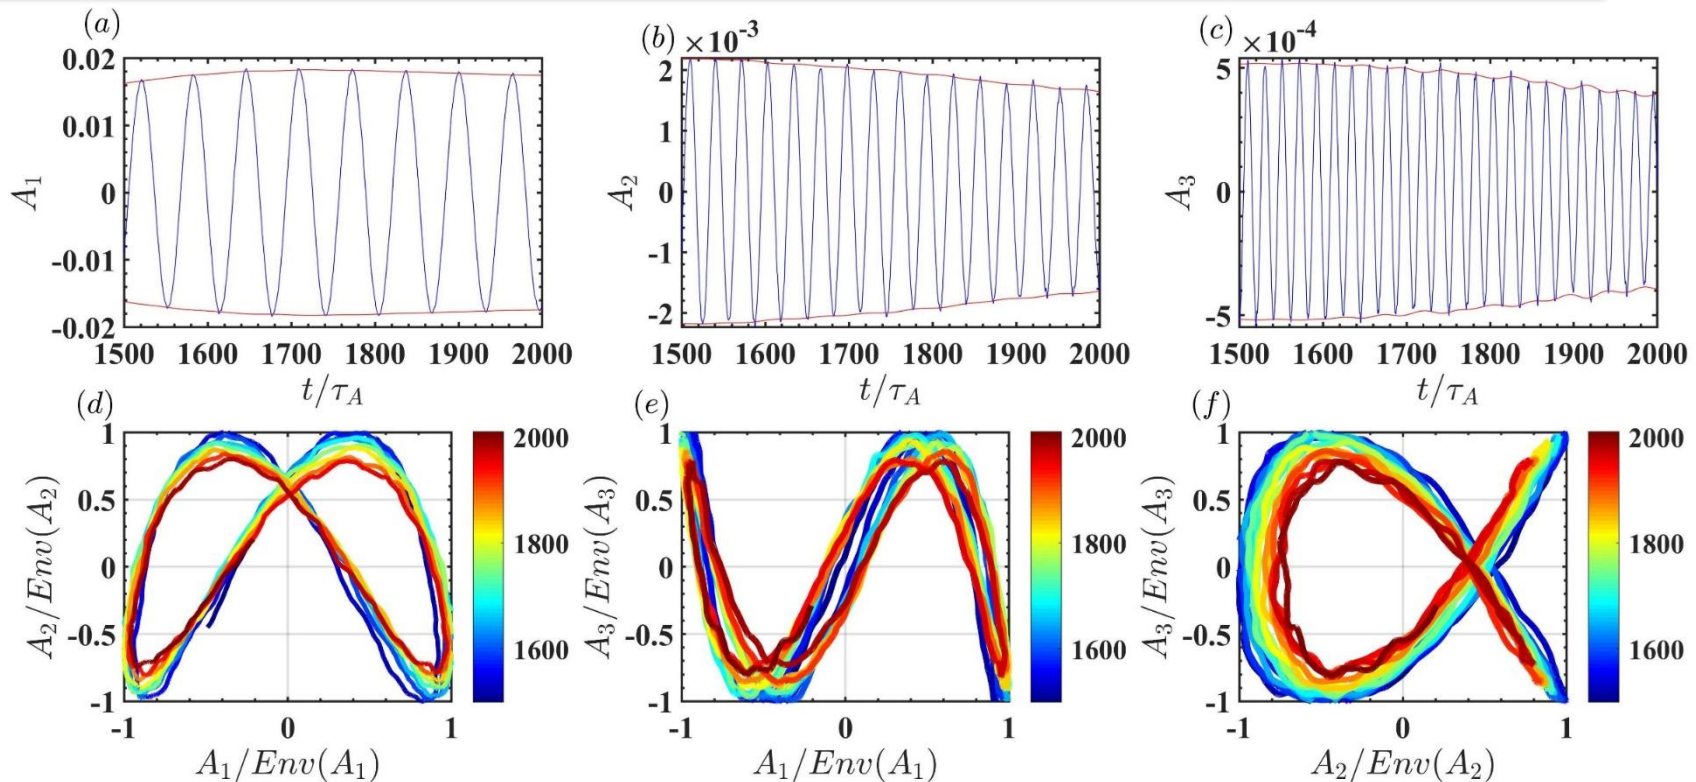 (a)
0.02
0.01
0
-0.01
-0.02
A₁
1500 1600 1700 1800 1900 2000
t/τ_A
(b)
×10⁻³
2
1
0
-1
-2
A₂
1500 1600 1700 1800 1900 2000
t/τ_A
(c)
×10⁻⁴
5
0
-5
A₃
1500 1600 1700 1800 1900 2000
t/τ_A
(d)
1
0.5
0
-0.5
-1
A₂/Env(A₂)
-1 0 1
A₁/Env(A₁)
2000
1800
1600
(e)
1
0.5
0
-0.5
-1
A₃/Env(A₃)
-1 0 1
A₁/Env(A₁)
2000
1800
1600
(f)
1
0.5
0
-0.5
-1
A₃/Env(A₃)
-1 0 1
A₂/Env(A₂)
2000
1800
1600